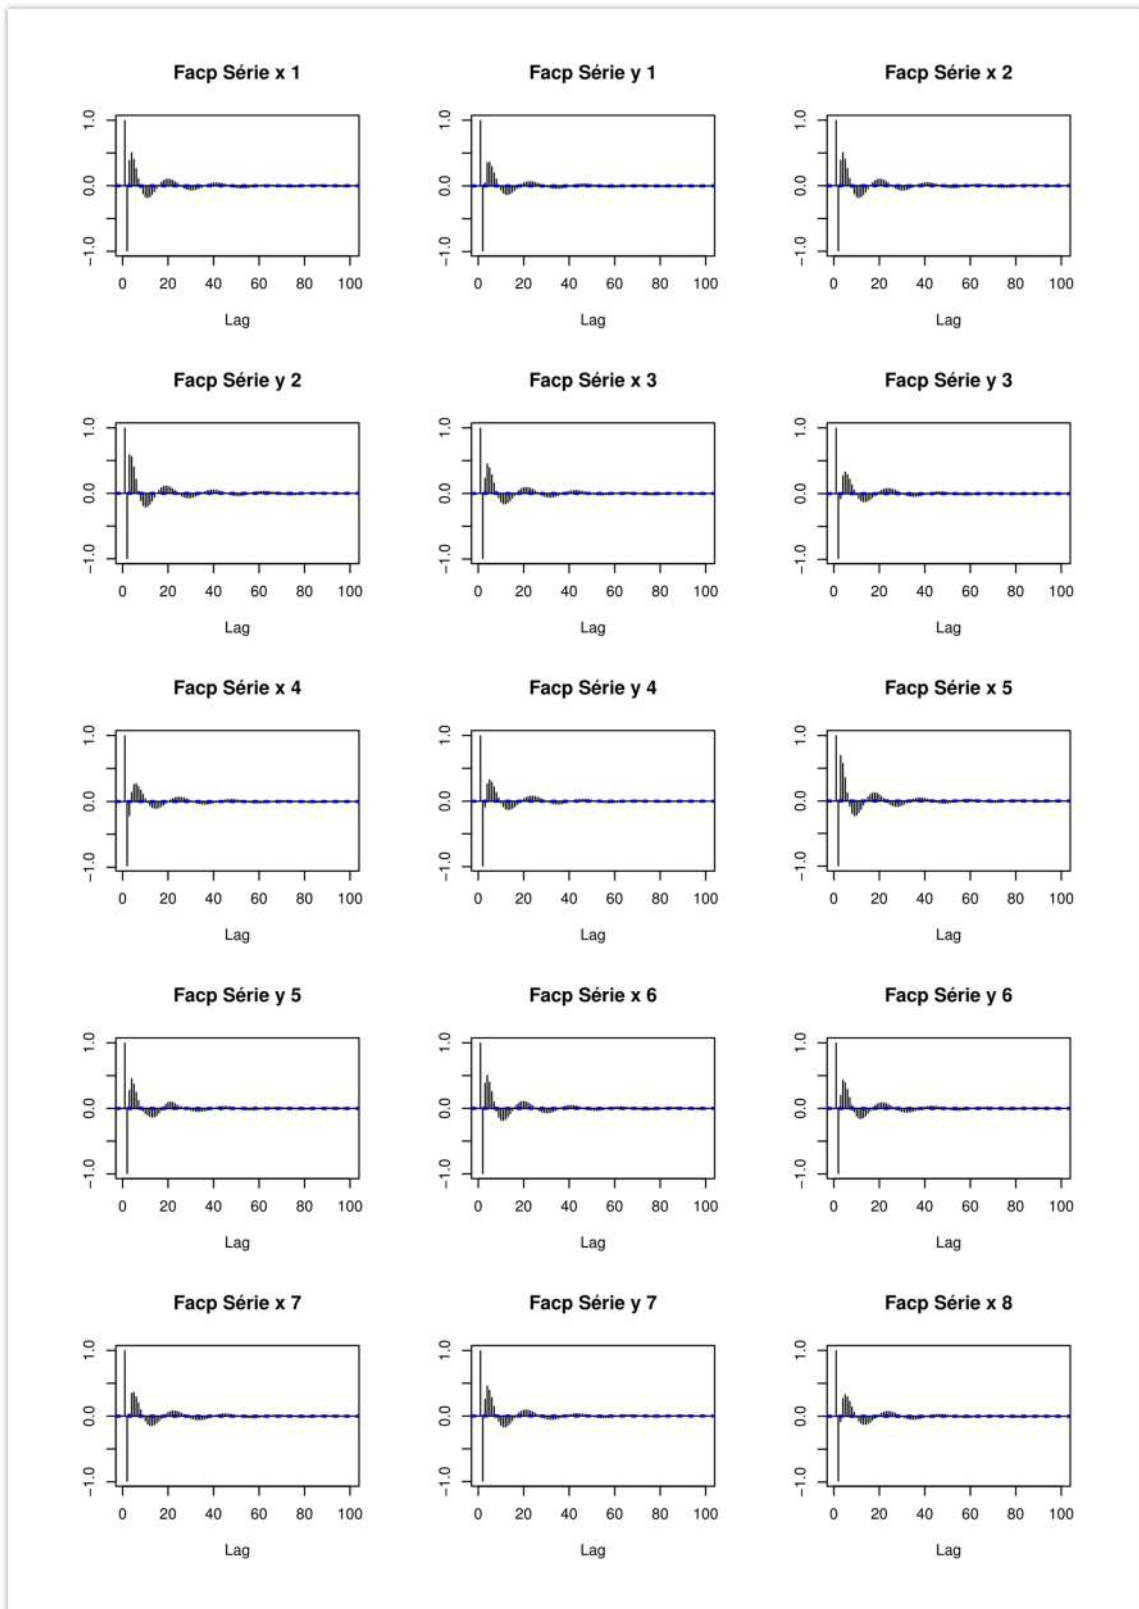 Facp Série x 1 Facp Série y 1 Facp Série x 2
1.0 1.0 1.0
0.0 0.0 0.0
−1.0 −1.0 −1.0
0 20 40 60 80 100 0 20 40 60 80 100 0 20 40 60 80 100
Lag Lag Lag
Facp Série y 2 Facp Série x 3 Facp Série y 3
1.0 1.0 1.0
0.0 0.0 0.0
−1.0 −1.0 −1.0
0 20 40 60 80 100 0 20 40 60 80 100 0 20 40 60 80 100
Lag Lag Lag
Facp Série x 4 Facp Série y 4 Facp Série x 5
1.0 1.0 1.0
0.0 0.0 0.0
−1.0 −1.0 −1.0
0 20 40 60 80 100 0 20 40 60 80 100 0 20 40 60 80 100
Lag Lag Lag
Facp Série y 5 Facp Série x 6 Facp Série y 6
1.0 1.0 1.0
0.0 0.0 0.0
−1.0 −1.0 −1.0
0 20 40 60 80 100 0 20 40 60 80 100 0 20 40 60 80 100
Lag Lag Lag
Facp Série x 7 Facp Série y 7 Facp Série x 8
1.0 1.0 1.0
0.0 0.0 0.0
−1.0 −1.0 −1.0
0 20 40 60 80 100 0 20 40 60 80 100 0 20 40 60 80 100
Lag Lag Lag